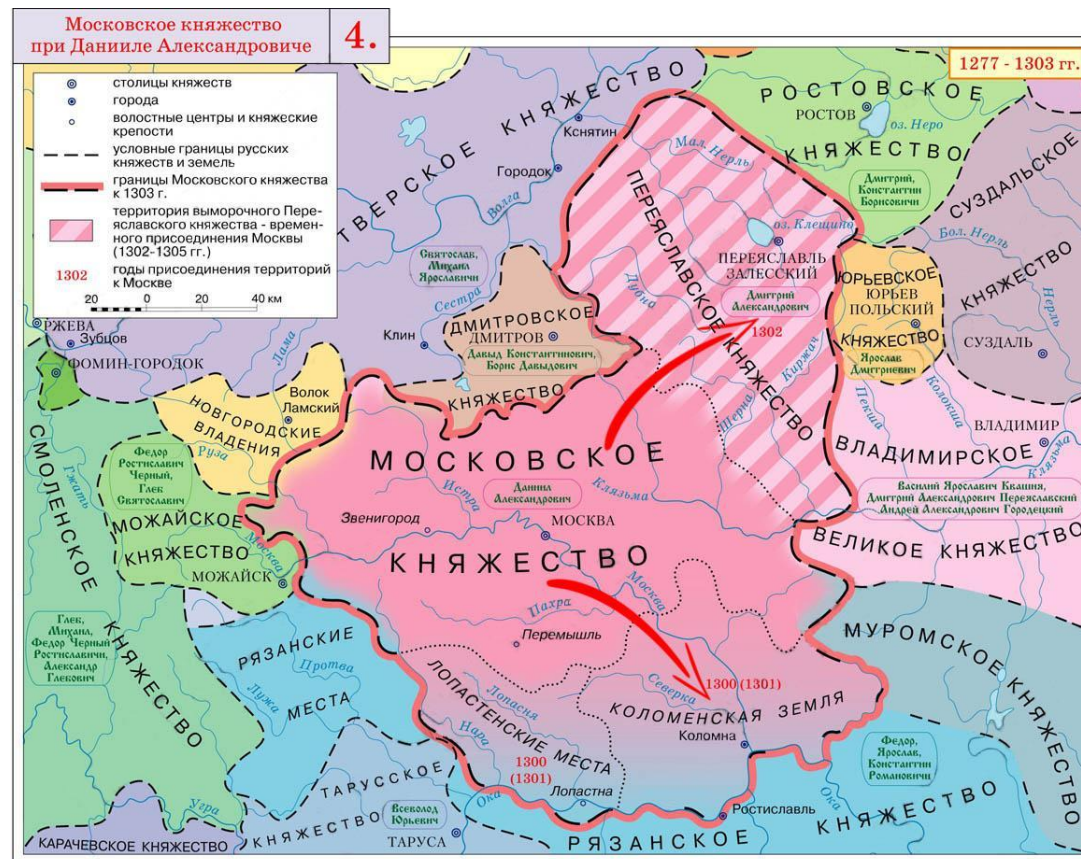 Московское княжество
при Данииле Александровиче
4.
1277 - 1303 гг.
столицы княжеств
города
волостные центры и княжеские
крепости
условные границы русских
княжеств и земель
границы Московского княжества
к 1303 г.
территория выморочного Пере-
яславского княжества - времен-
ного присоединения Москвы
(1302-1305 гг.)
1302
годы присоединения территорий
к Москве
20 0 20 40 км
ТВЕРСКОЕ КНЯЖЕСТВО
Кснятин
Городок
Волга
Святослав,
Михаил
Ярославичи
Сестра
Клин
РОСТОВСКОЕ
РОСТОВ
оз. Неро
КНЯЖЕСТВО
Дмитрий,
Константин
Борисовичи
СУЗДАЛЬСКОЕ
КНЯЖЕСТВО
Бол. Нерль
Нерль
СУЗДАЛЬ
Мал. Нерль
ПЕРЕЯСЛАВСКОЕ КНЯЖЕСТВО
оз. Клещино
ПЕРЕЯСЛАВЛЬ
ЗАЛЕССКИЙ
Дмитрий
Александрович
1302
Дубна
Киржач
Шерна
ЮРЬЕВСКОЕ
ЮРЬЕВ
ПОЛЬСКИЙ
КНЯЖЕСТВО
Ярослав
Дмитриевич
Пекша
Колокша
ДМИТРОВСКОЕ
ДМИТРОВ
Давыд Константинович,
Борис Давыдович
КНЯЖЕСТВО
РЖЕВА
Зубцов
ФОМИН-ГОРОДОК
Лама
Волок
Ламский
НОВГОРОДСКИЕ
ВЛАДЕНИЯ
Руза
СМОЛЕНСКОЕ
КНЯЖЕСТВО
Гжать
Федор
Ростиславич
Черный,
Глеб
Святославич
МОЖАЙСКОЕ
КНЯЖЕСТВО
Москва
МОЖАЙСК
Глеб,
Михаил,
Федор Черный
Ростиславичи,
Александр
Глебович
Угра
МОСКОВСКОЕ
Даниил
Александрович
Истра
Клязьма
Звенигород
МОСКВА
КНЯЖЕСТВО
Пахра
Москва
Перемышль
ВЛАДИМИР
Клязьма
ВЛАДИМИРСКОЕ
Василий Ярославич Квашня,
Дмитрий Александрович Переяславский
Андрей Александрович Городецкий
ВЕЛИКОЕ КНЯЖЕСТВО
МУРОМСКОЕ КНЯЖЕСТВО
РЯЗАНСКИЕ
МЕСТА
Протва
Лужа
ЛОПАСТЕНСКИЕ МЕСТА
Лопасня
Нара
1300
(1301)
Лопастна
Северка
1300 (1301)
КОЛОМЕНСКАЯ ЗЕМЛЯ
Коломна
Федор,
Ярослав,
Константин
Романовичи
Ока
Ростиславль
РЯЗАНСКОЕ
КНЯЖЕСТВО
ТАРУССКОЕ
КНЯЖЕСТВО
Всеволод
Юрьевич
Ока
ТАРУСА
КАРАЧЕВСКОЕ КНЯЖЕСТВО